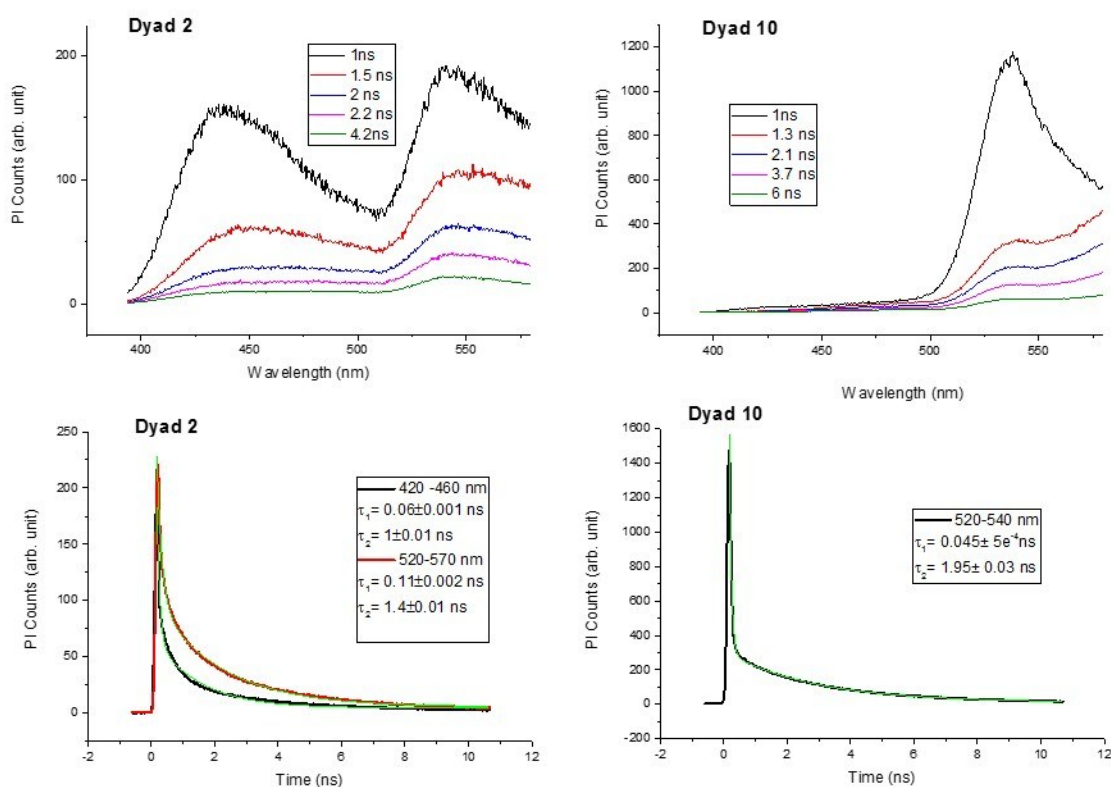 Dyad 2
200
100
0
PI Counts (arb. unit)
1ns
1.5 ns
2 ns
2.2 ns
4.2ns
400
450
500
550
Wavelength (nm)
Dyad 10
1200
1000
800
600
400
200
0
PI Counts (arb. unit)
1ns
1.3 ns
2.1 ns
3.7 ns
6 ns
400
450
500
550
Wavelength (nm)
Dyad 2
250
200
150
100
50
0
PI Counts (arb. unit)
420 -460 nm
τ₁= 0.06±0.001 ns
τ₂= 1±0.01 ns
520-570 nm
τ₁= 0.11±0.002 ns
τ₂= 1.4±0.01 ns
-2 0 2 4 6 8 10 12
Time (ns)
Dyad 10
1600
1400
1200
1000
800
600
400
200
0
-200
PI Counts (arb. unit)
520-540 nm
τ₁= 0.045± 5e⁻⁴ns
τ₂= 1.95± 0.03 ns
-2 0 2 4 6 8 10 12
Time (ns)